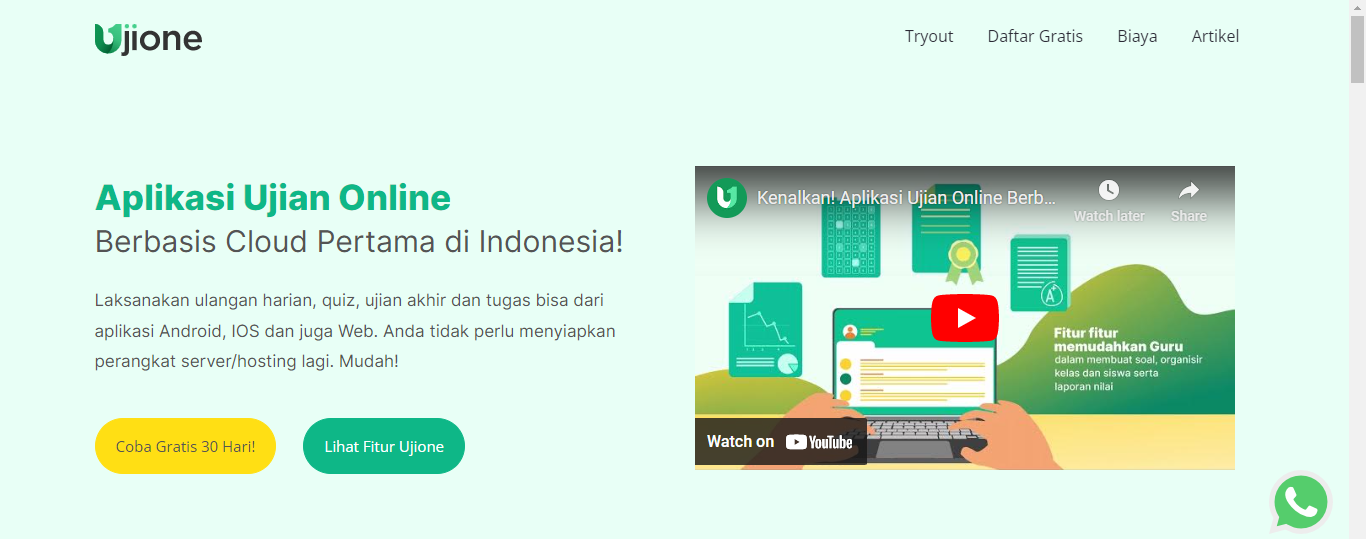 Ujione
Tryout
Daftar Gratis
Biaya
Artikel
Aplikasi Ujian Online
Berbasis Cloud Pertama di Indonesia!
Laksanakan ulangan harian, quiz, ujian akhir dan tugas bisa dari
aplikasi Android, IOS dan juga Web. Anda tidak perlu menyiapkan
perangkat server/hosting lagi. Mudah!
Coba Gratis 30 Hari!
Lihat Fitur Ujione
Kenalkan! Aplikasi Ujian Online Berb...
Watch later
Share
A+
Fitur fitur
memudahkan Guru
dalam membuat soal, organisir
kelas dan siswa serta
laporan nilai
Watch on YouTube